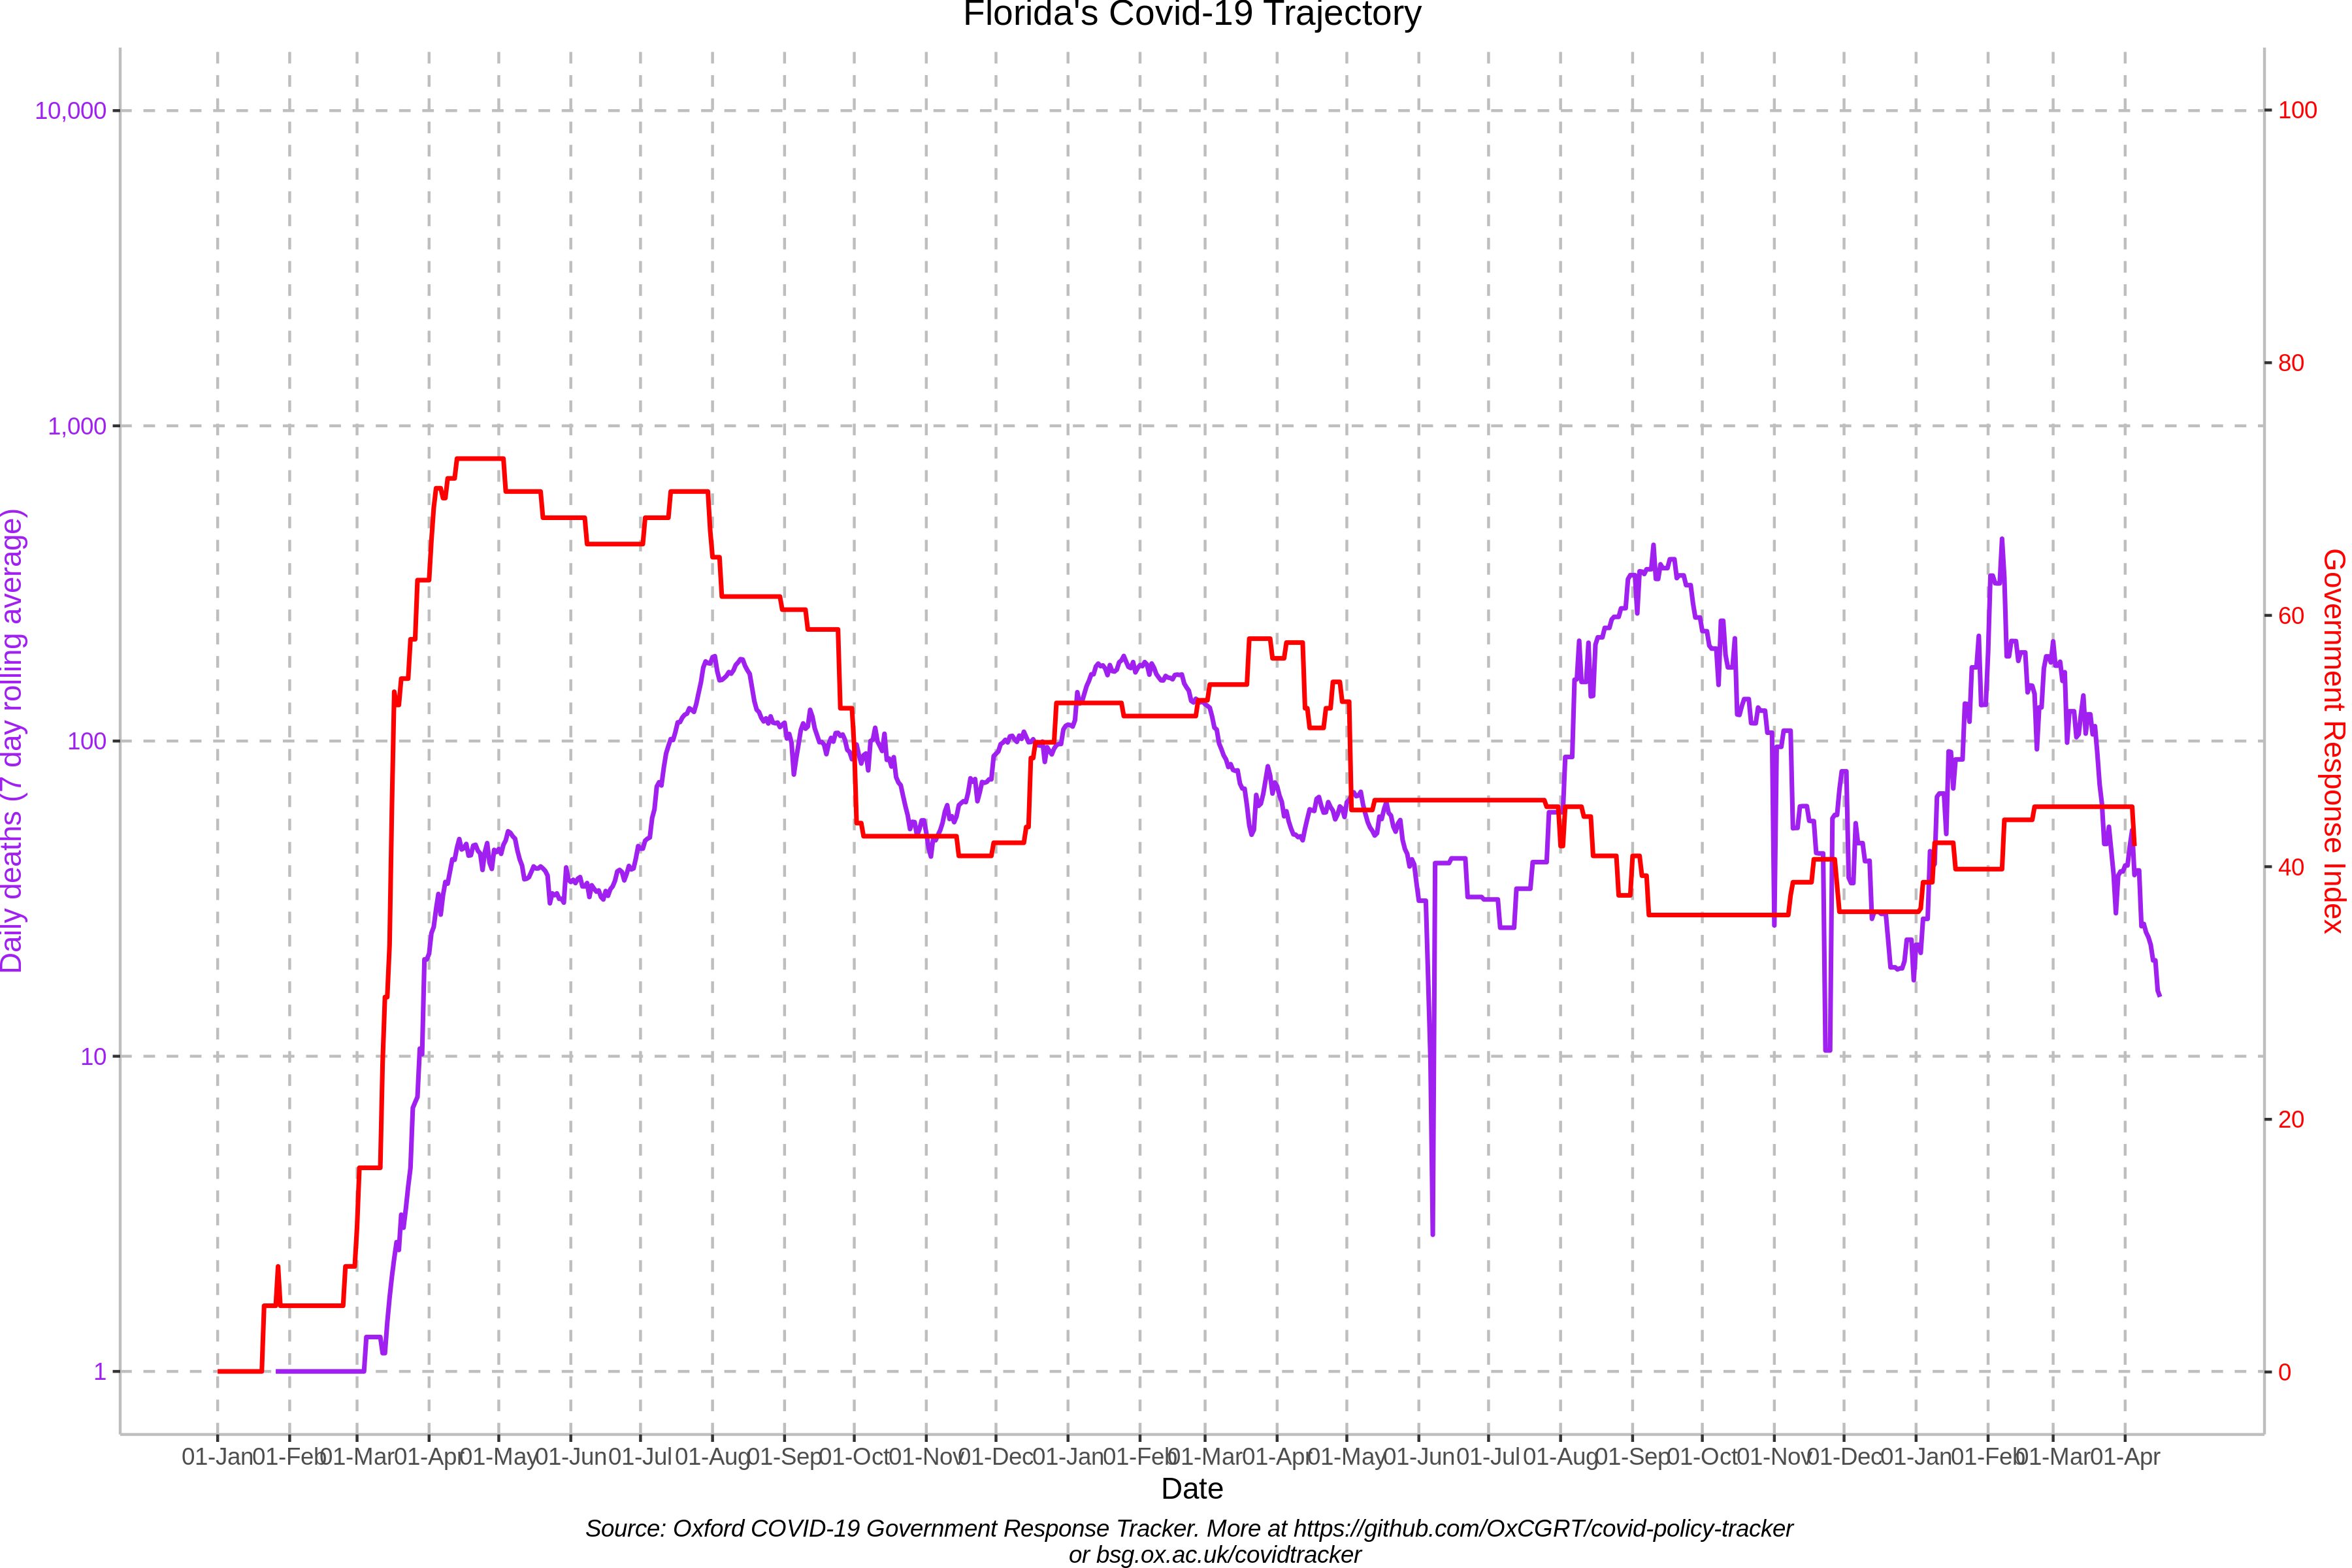 Florida's Covid-19 Trajectory
10,000
1,000
100
10
1
Daily deaths (7 day rolling average)
100
80
60
40
20
0
Government Response Index
01-Jan 01-Feb 01-Mar 01-Apr 01-May 01-Jun 01-Jul 01-Aug 01-Sep 01-Oct 01-Nov 01-Dec 01-Jan 01-Feb 01-Mar 01-Apr 01-May 01-Jun 01-Jul 01-Aug 01-Sep 01-Oct 01-Nov 01-Dec 01-Jan 01-Feb 01-Mar 01-Apr
Date
Source: Oxford COVID-19 Government Response Tracker. More at https://github.com/OxCGRT/covid-policy-tracker
or bsg.ox.ac.uk/covidtracker